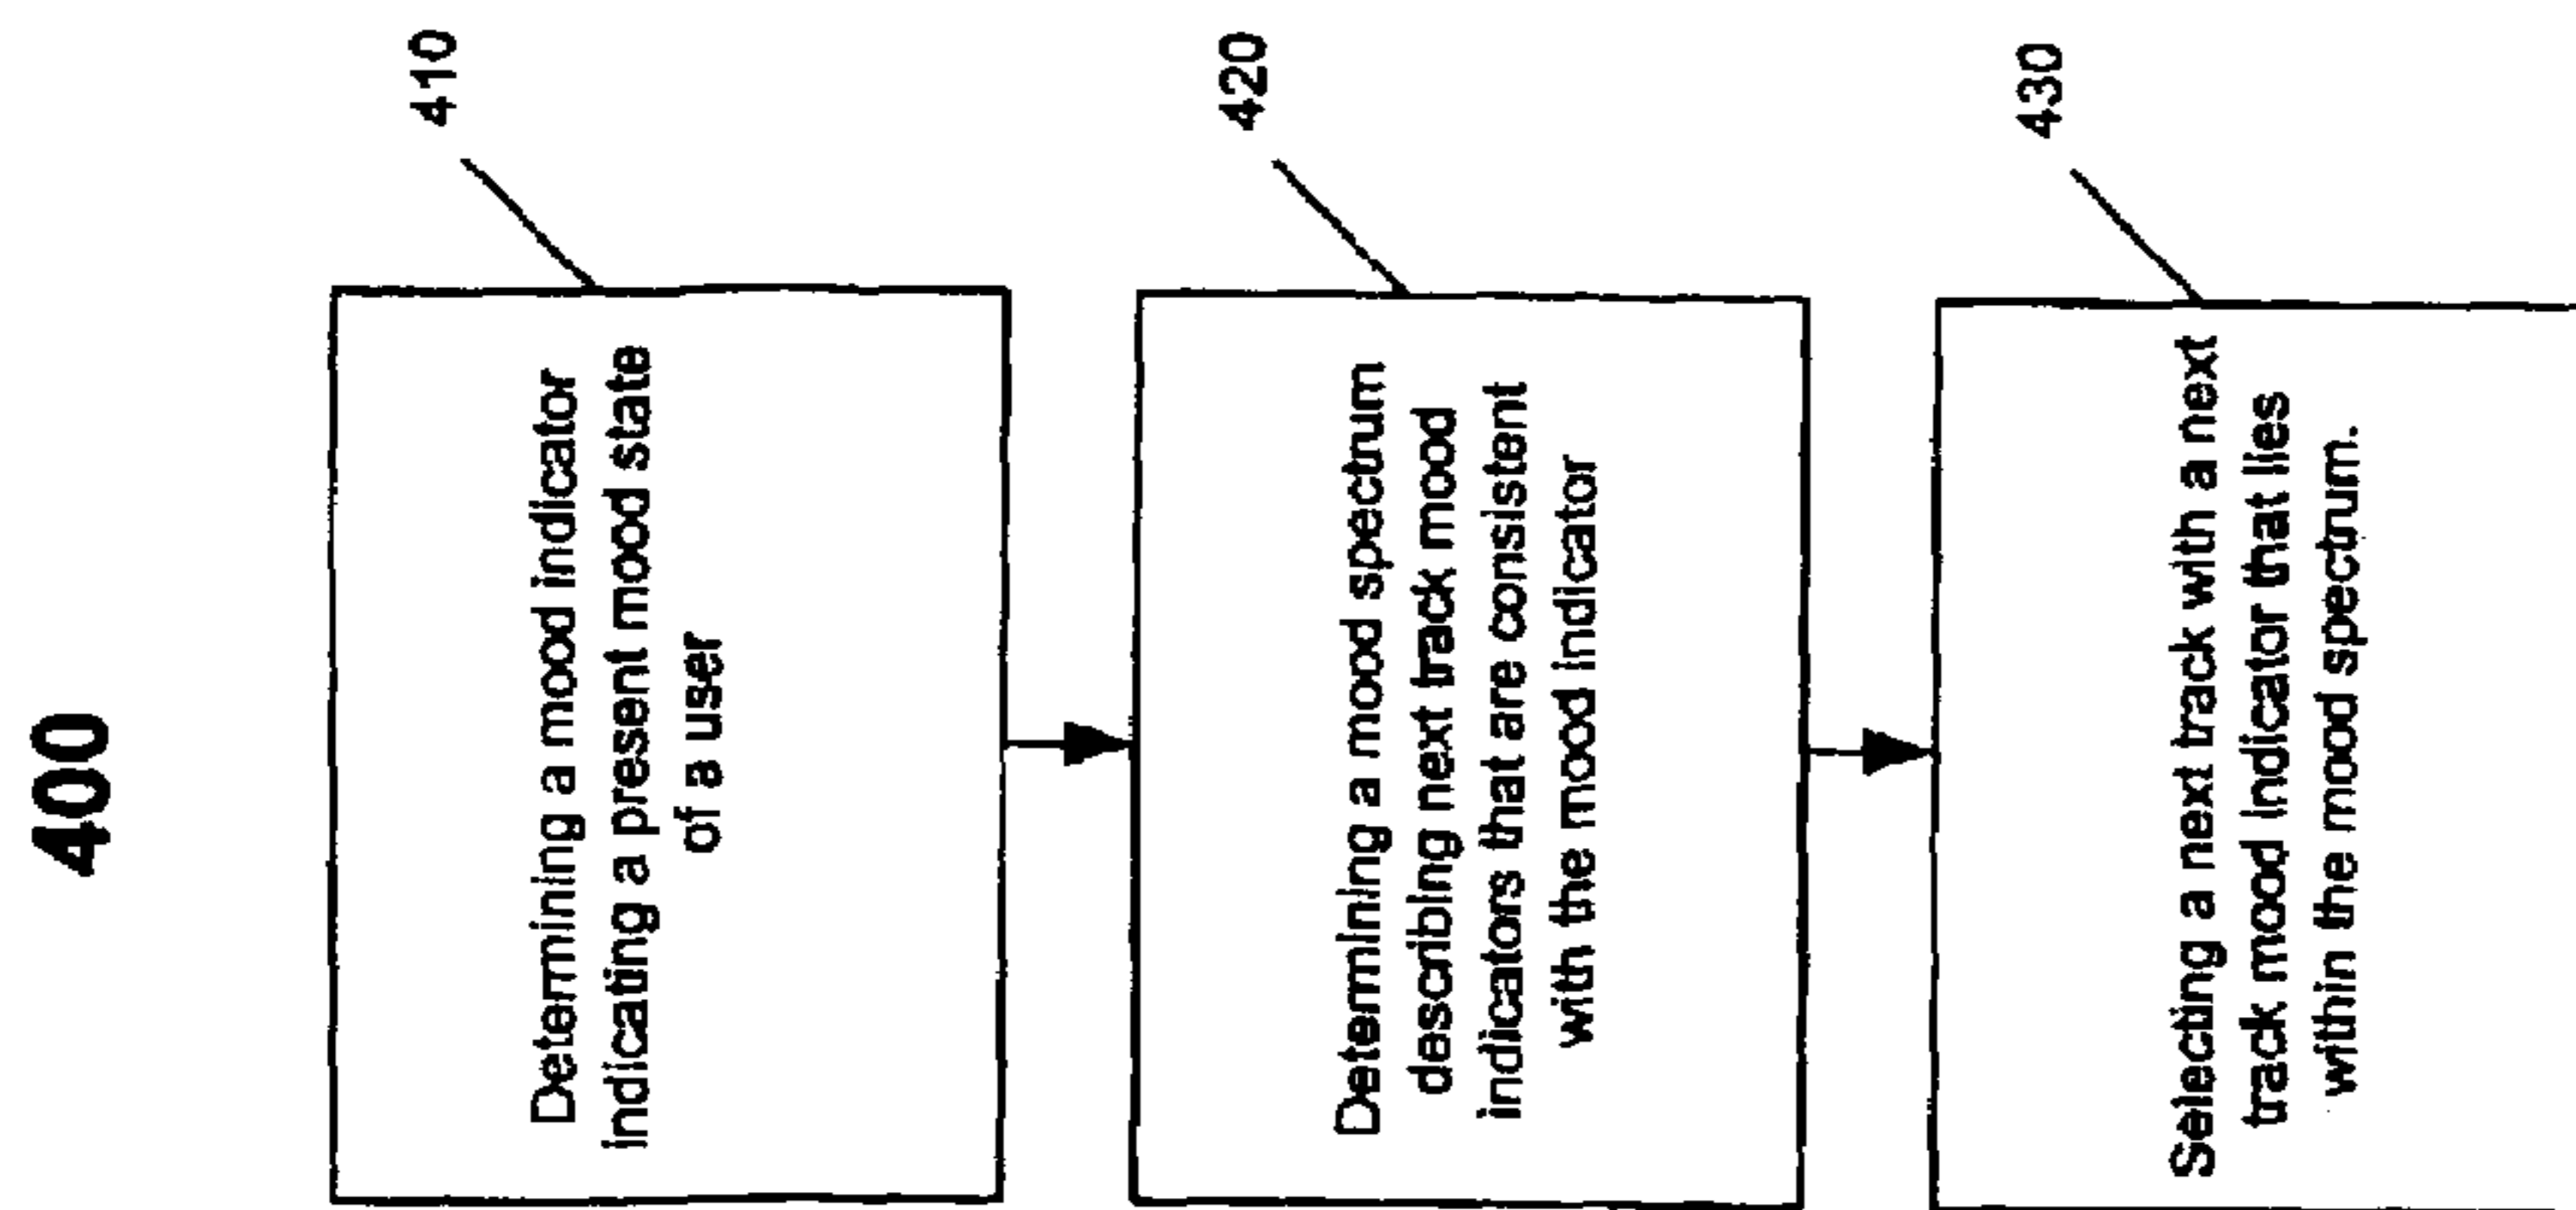 400
410
Determining a mood indicator
indicating a present mood state
of a user
420
Determining a mood spectrum
describing next track mood
indicators that are consistent
with the mood indicator
430
Selecting a next track with a next
track mood indicator that lies
within the mood spectrum.